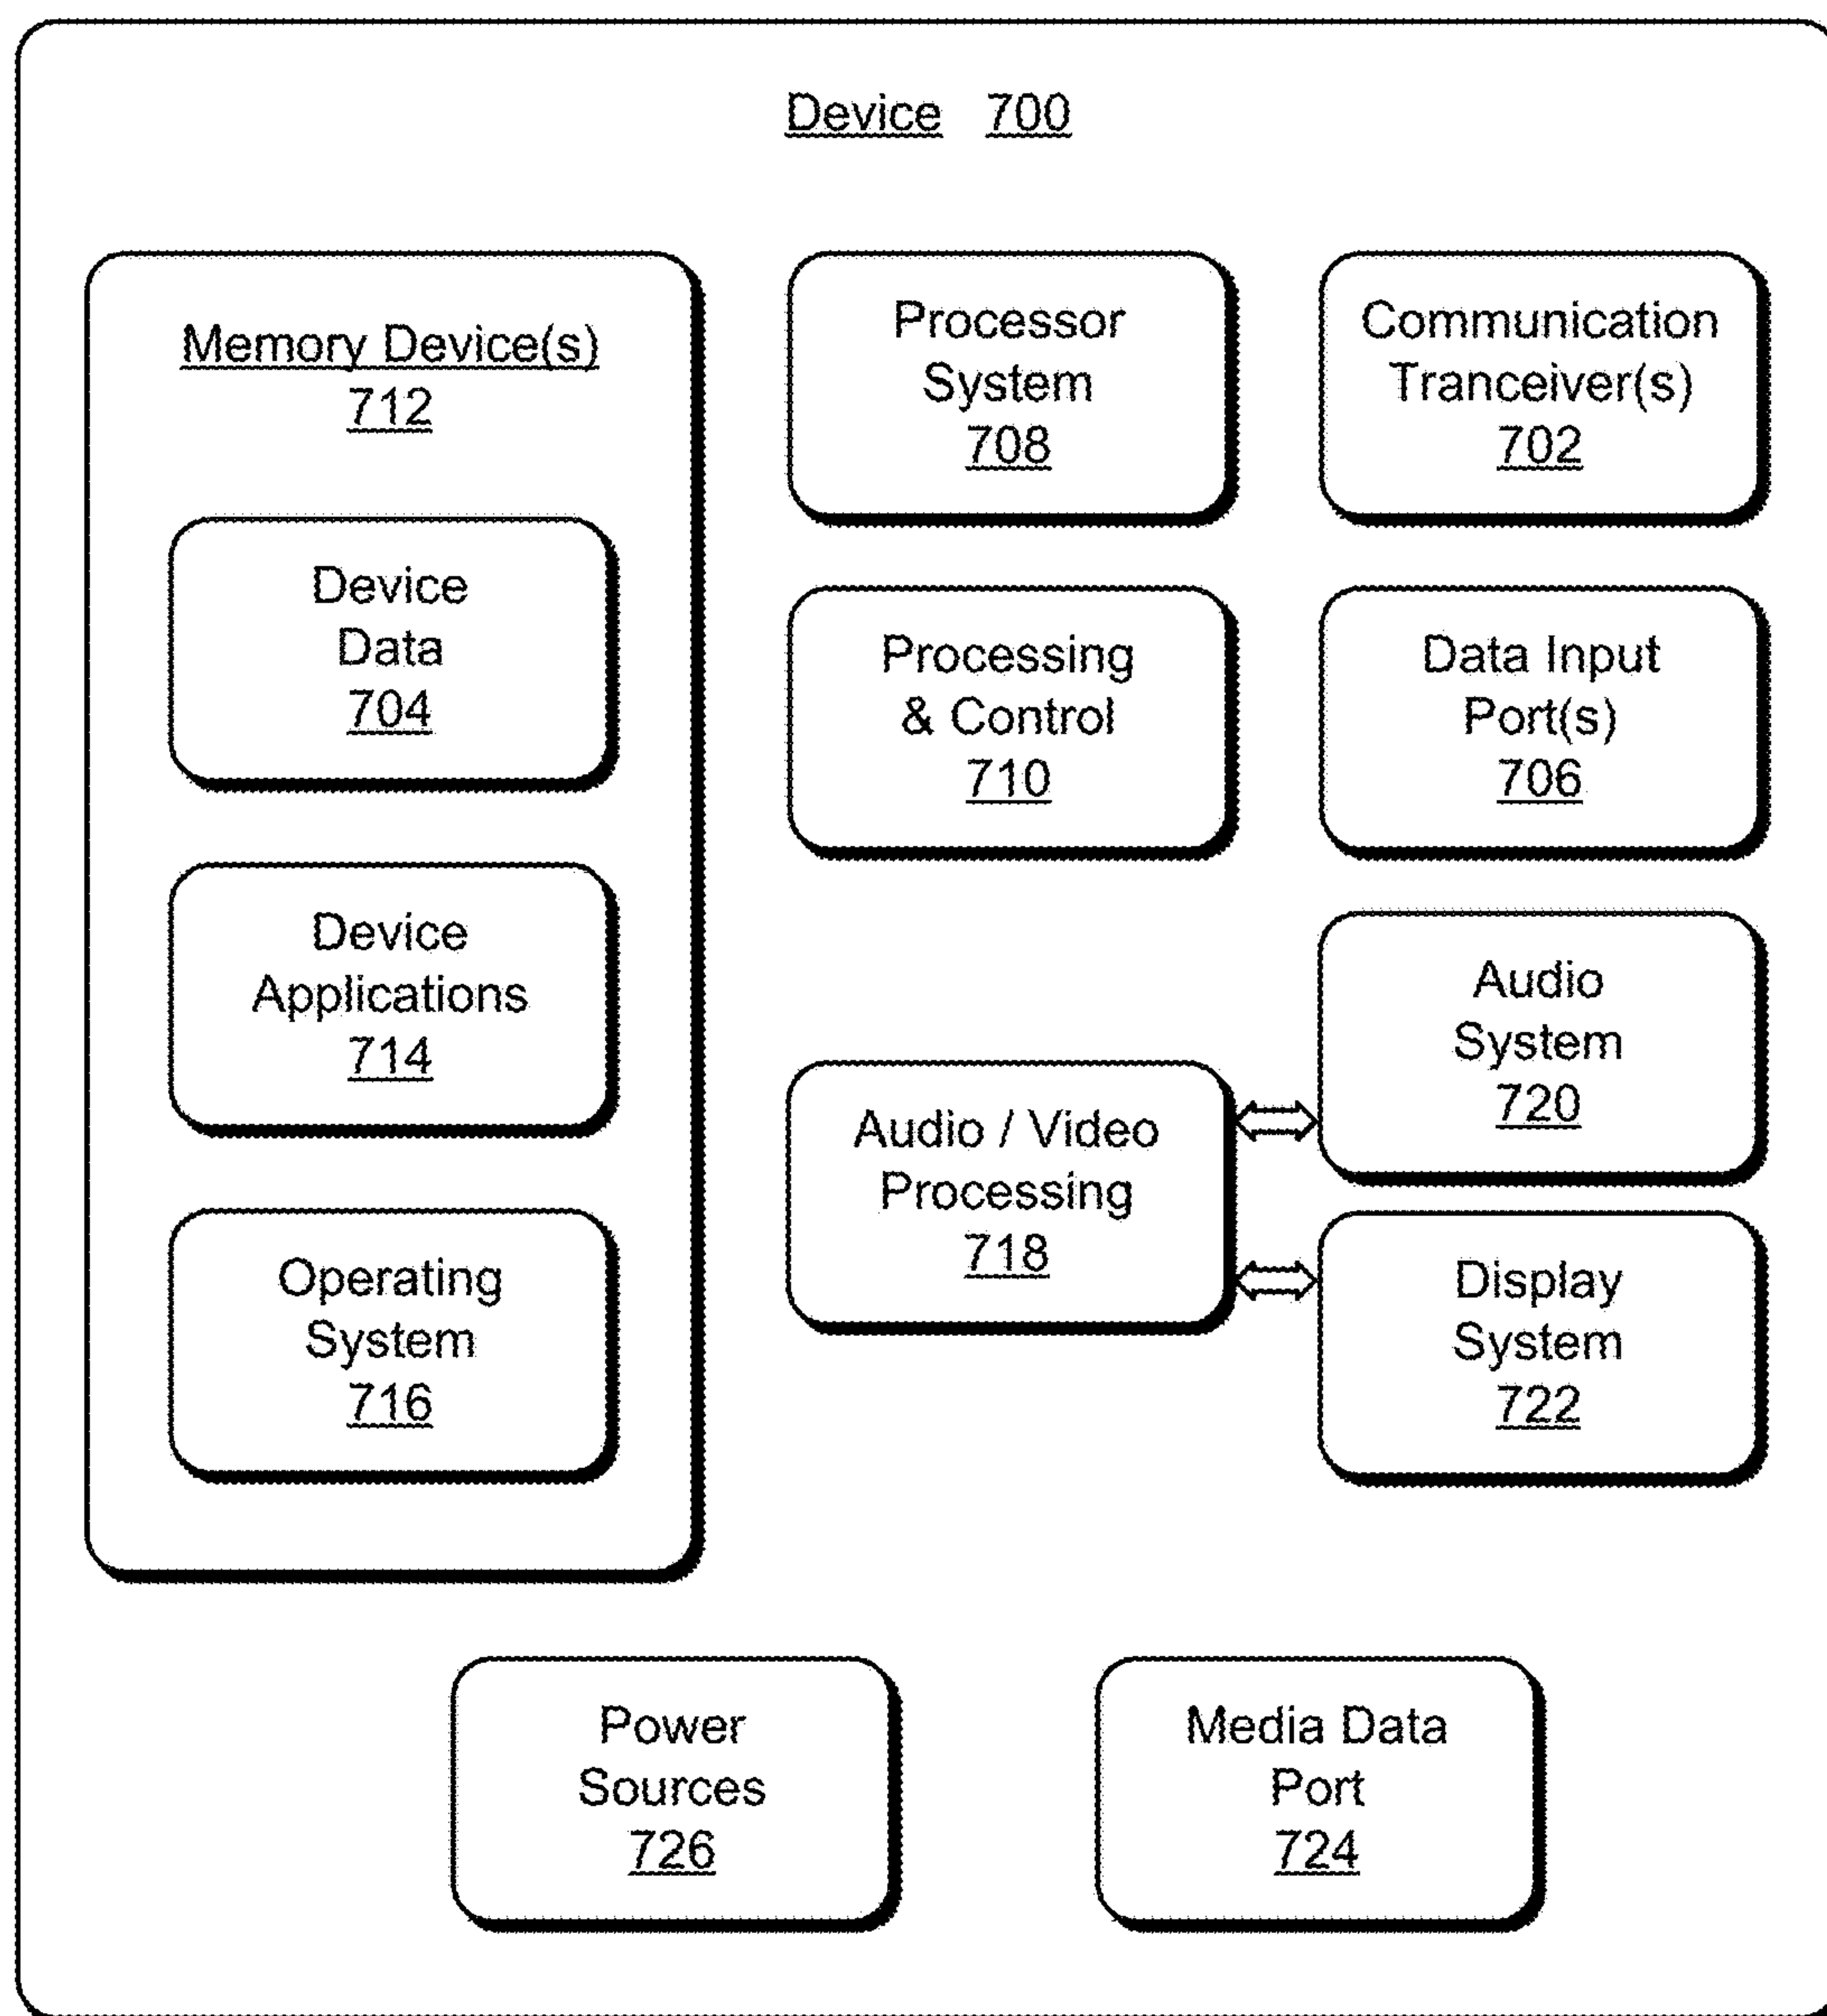 Device 700
Memory Device(s)
712
Device
Data
704
Device
Applications
714
Operating
System
716
Processor
System
708
Communication
Tranceiver(s)
702
Processing
& Control
710
Data Input
Port(s)
706
Audio / Video
Processing
718
Audio
System
720
Display
System
722
Power
Sources
726
Media Data
Port
724